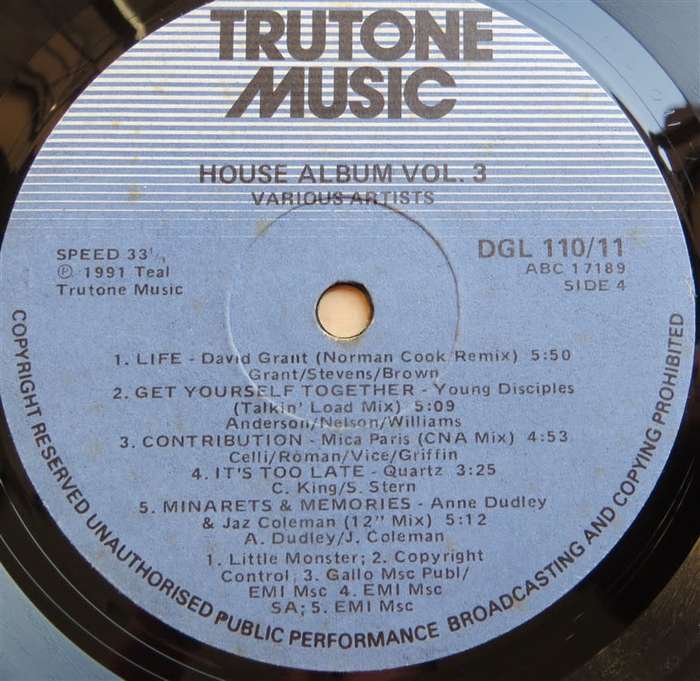 TRUTONE
MUSIC
HOUSE ALBUM VOL. 3
VARIOUS ARTISTS
SPEED 33⅓
℗ 1991 Teal
Trutone Music
DGL 110/11
ABC 17189
SIDE 4
1. LIFE - David Grant (Norman Cook Remix) 5:50
Grant/Stevens/Brown
2. GET YOURSELF TOGETHER - Young Disciples
(Talkin' Load Mix) 5:09
Anderson/Nelson/Williams
3. CONTRIBUTION - Mica Paris (CNA Mix) 4:53
Celli/Roman/Vice/Griffin
4. IT'S TOO LATE - Quartz 3:25
C. King/S. Stern
5. MINARETS & MEMORIES - Anne Dudley
& Jaz Coleman (12" Mix) 5:12
A. Dudley/J. Coleman
1. Little Monster; 2. Copyright
Control; 3. Gallo Msc Publ/
EMI Msc 4. EMI Msc
SA; 5. EMI Msc
COPYRIGHT RESERVED UNAUTHORISED PUBLIC PERFORMANCE BROADCASTING AND COPYING PROHIBITED